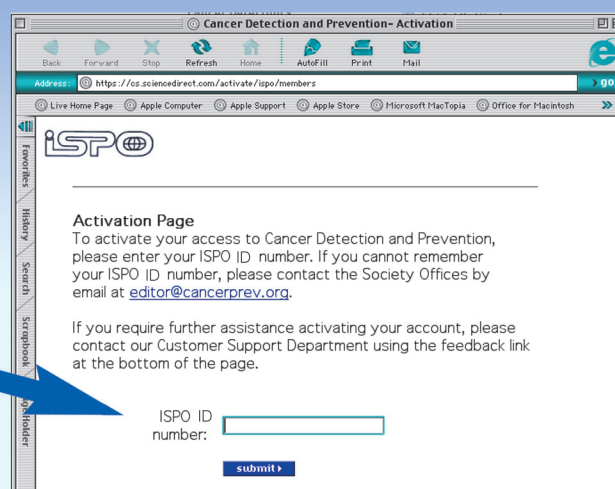 Cancer Detection and Prevention- Activation
Back Forward Stop Refresh Home AutoFill Print Mail
Address: https://cs.sciencedirect.com/activate/ispo/members go
Live Home Page Apple Computer Apple Support Apple Store Microsoft MacTopia Office for Macintosh »
iSPO
Favorites
History
Search
Scrapbook
Holder
Activation Page
To activate your access to Cancer Detection and Prevention,
please enter your ISPO ID number. If you cannot remember
your ISPO ID number, please contact the Society Offices by
email at editor@cancerprev.org.
If you require further assistance activating your account, please
contact our Customer Support Department using the feedback link
at the bottom of the page.
ISPO ID
number:
submit